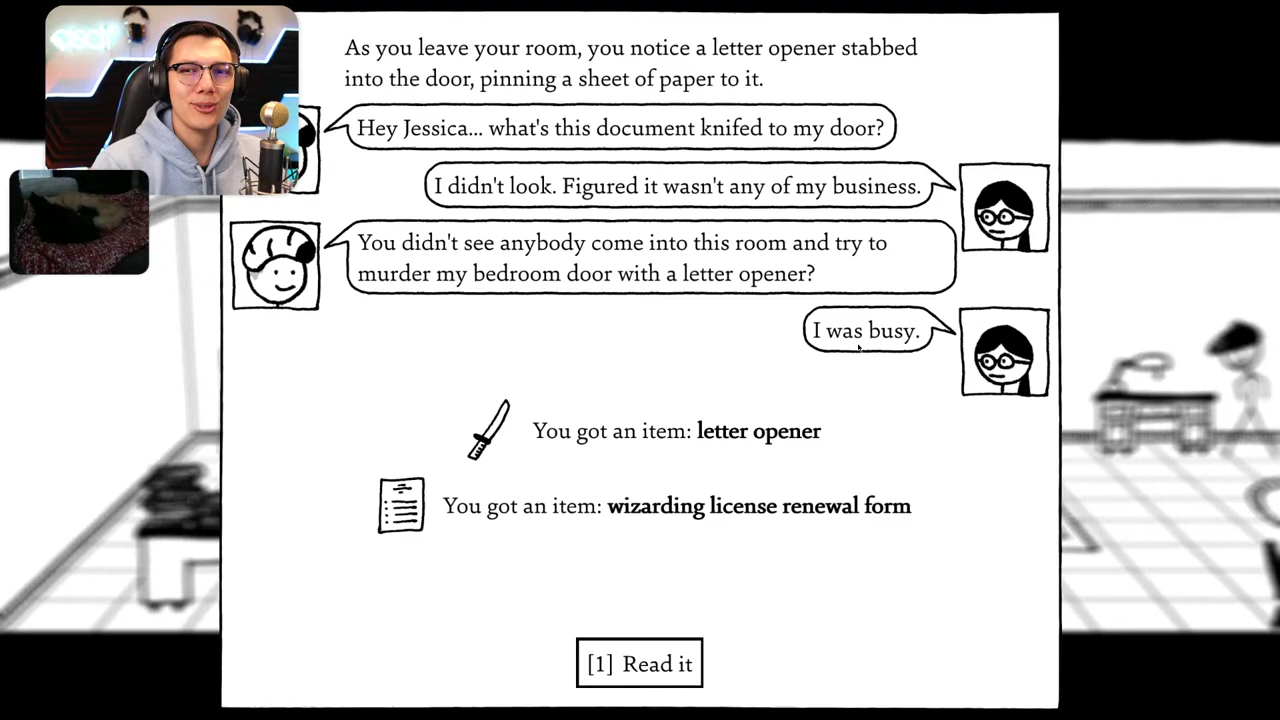 As you leave your room, you notice a letter opener stabbed
into the door, pinning a sheet of paper to it.
Hey Jessica... what's this document knifed to my door?
I didn't look. Figured it wasn't any of my business.
You didn't see anybody come into this room and try to
murder my bedroom door with a letter opener?
I was busy.
You got an item: letter opener
You got an item: wizarding license renewal form
[1] Read it